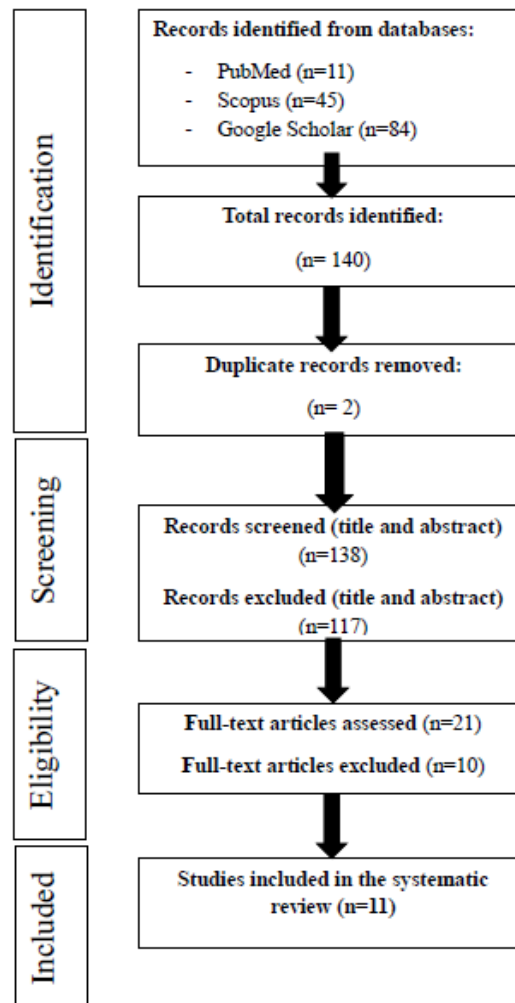 Identification
Records identified from databases:
- PubMed (n=11)
- Scopus (n=45)
- Google Scholar (n=84)
Total records identified:
(n= 140)
Duplicate records removed:
(n= 2)
Screening
Records screened (title and abstract)
(n=138)
Records excluded (title and abstract)
(n=117)
Eligibility
Full-text articles assessed (n=21)
Full-text articles excluded (n=10)
Included
Studies included in the systematic
review (n=11)